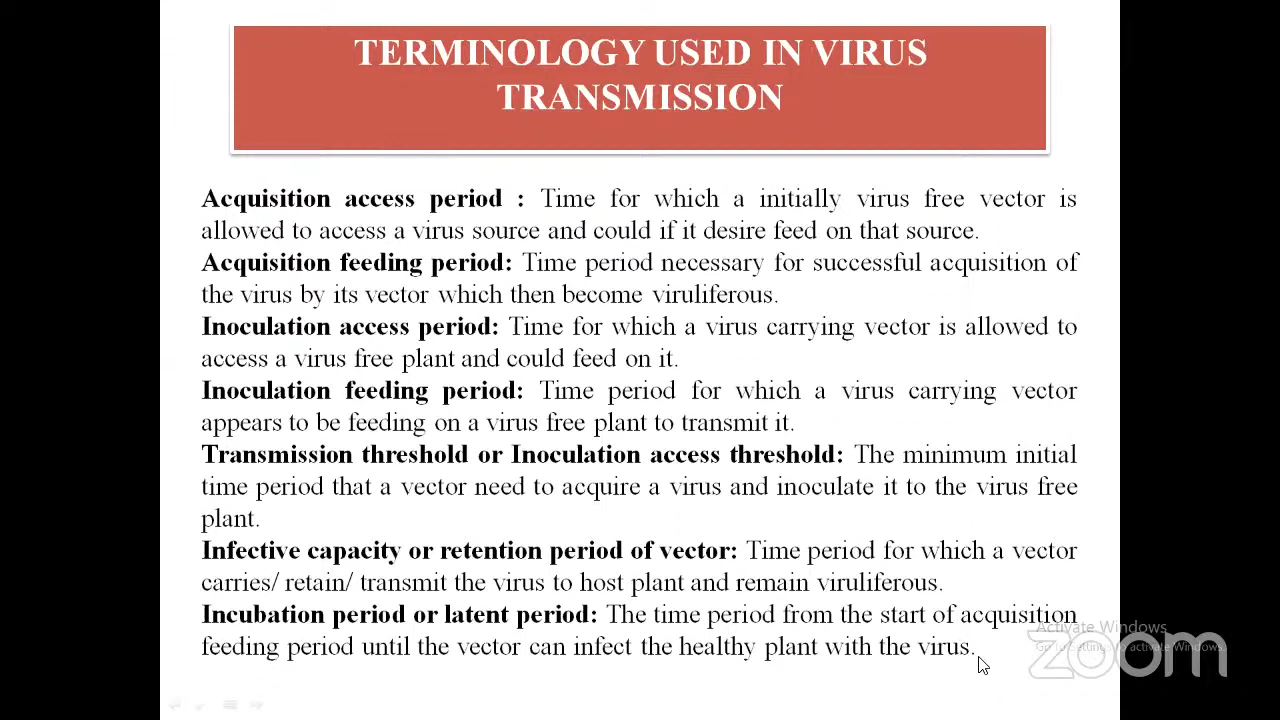 TERMINOLOGY USED IN VIRUS
TRANSMISSION
Acquisition access period : Time for which a initially virus free vector is
allowed to access a virus source and could if it desire feed on that source.
Acquisition feeding period: Time period necessary for successful acquisition of
the virus by its vector which then become viruliferous.
Inoculation access period: Time for which a virus carrying vector is allowed to
access a virus free plant and could feed on it.
Inoculation feeding period: Time period for which a virus carrying vector
appears to be feeding on a virus free plant to transmit it.
Transmission threshold or Inoculation access threshold: The minimum initial
time period that a vector need to acquire a virus and inoculate it to the virus free
plant.
Infective capacity or retention period of vector: Time period for which a vector
carries/ retain/ transmit the virus to host plant and remain viruliferous.
Incubation period or latent period: The time period from the start of acquisition
feeding period until the vector can infect the healthy plant with the virus.
Activate Windows
Go to Settings to activate Windows.
zoom